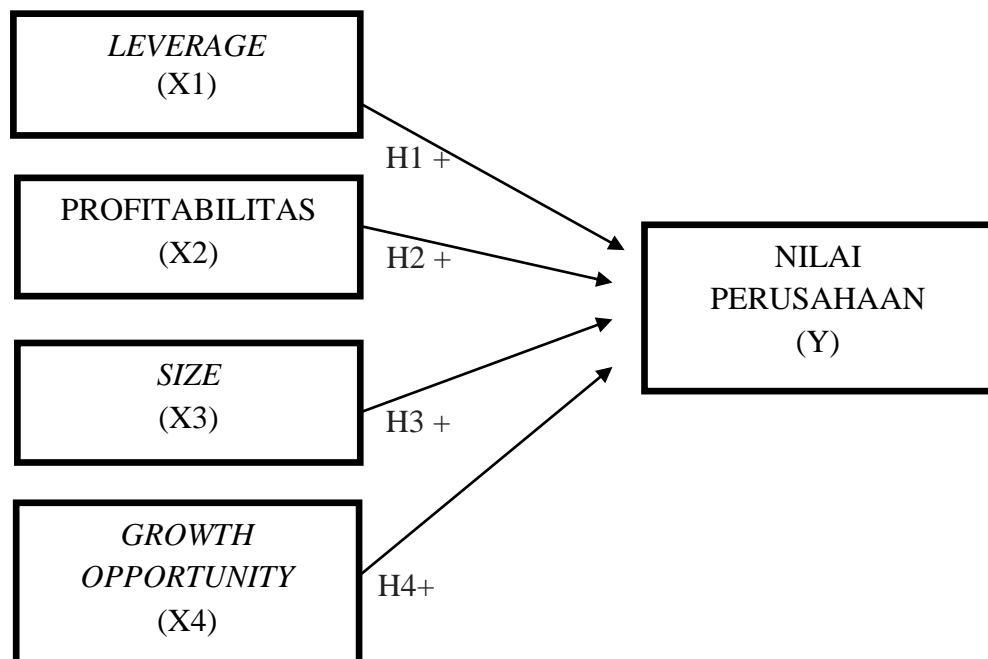 LEVERAGE
(X1)
H1 +
PROFITABILITAS
(X2)
H2 +
NILAI
PERUSAHAAN
(Y)
SIZE
(X3)
H3 +
GROWTH
OPPORTUNITY
(X4)
H4+